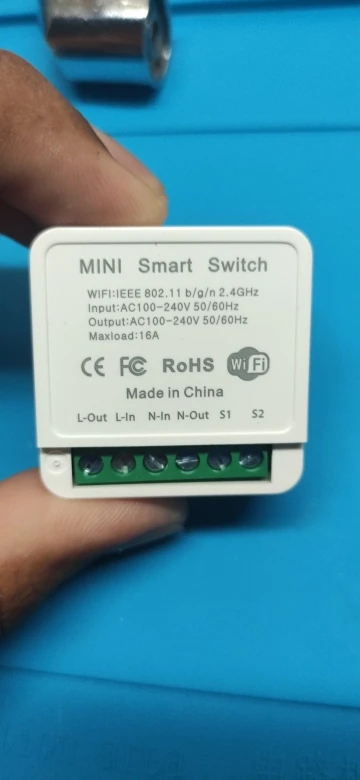 MINI Smart Switch
WIFI:IEEE 802.11 b/g/n 2.4GHz
Input:AC100-240V 50/60Hz
Output:AC100-240V 50/60Hz
Maxload:16A
CE FC RoHS WiFi
Made in China
L-Out L-In N-In N-Out S1 S2